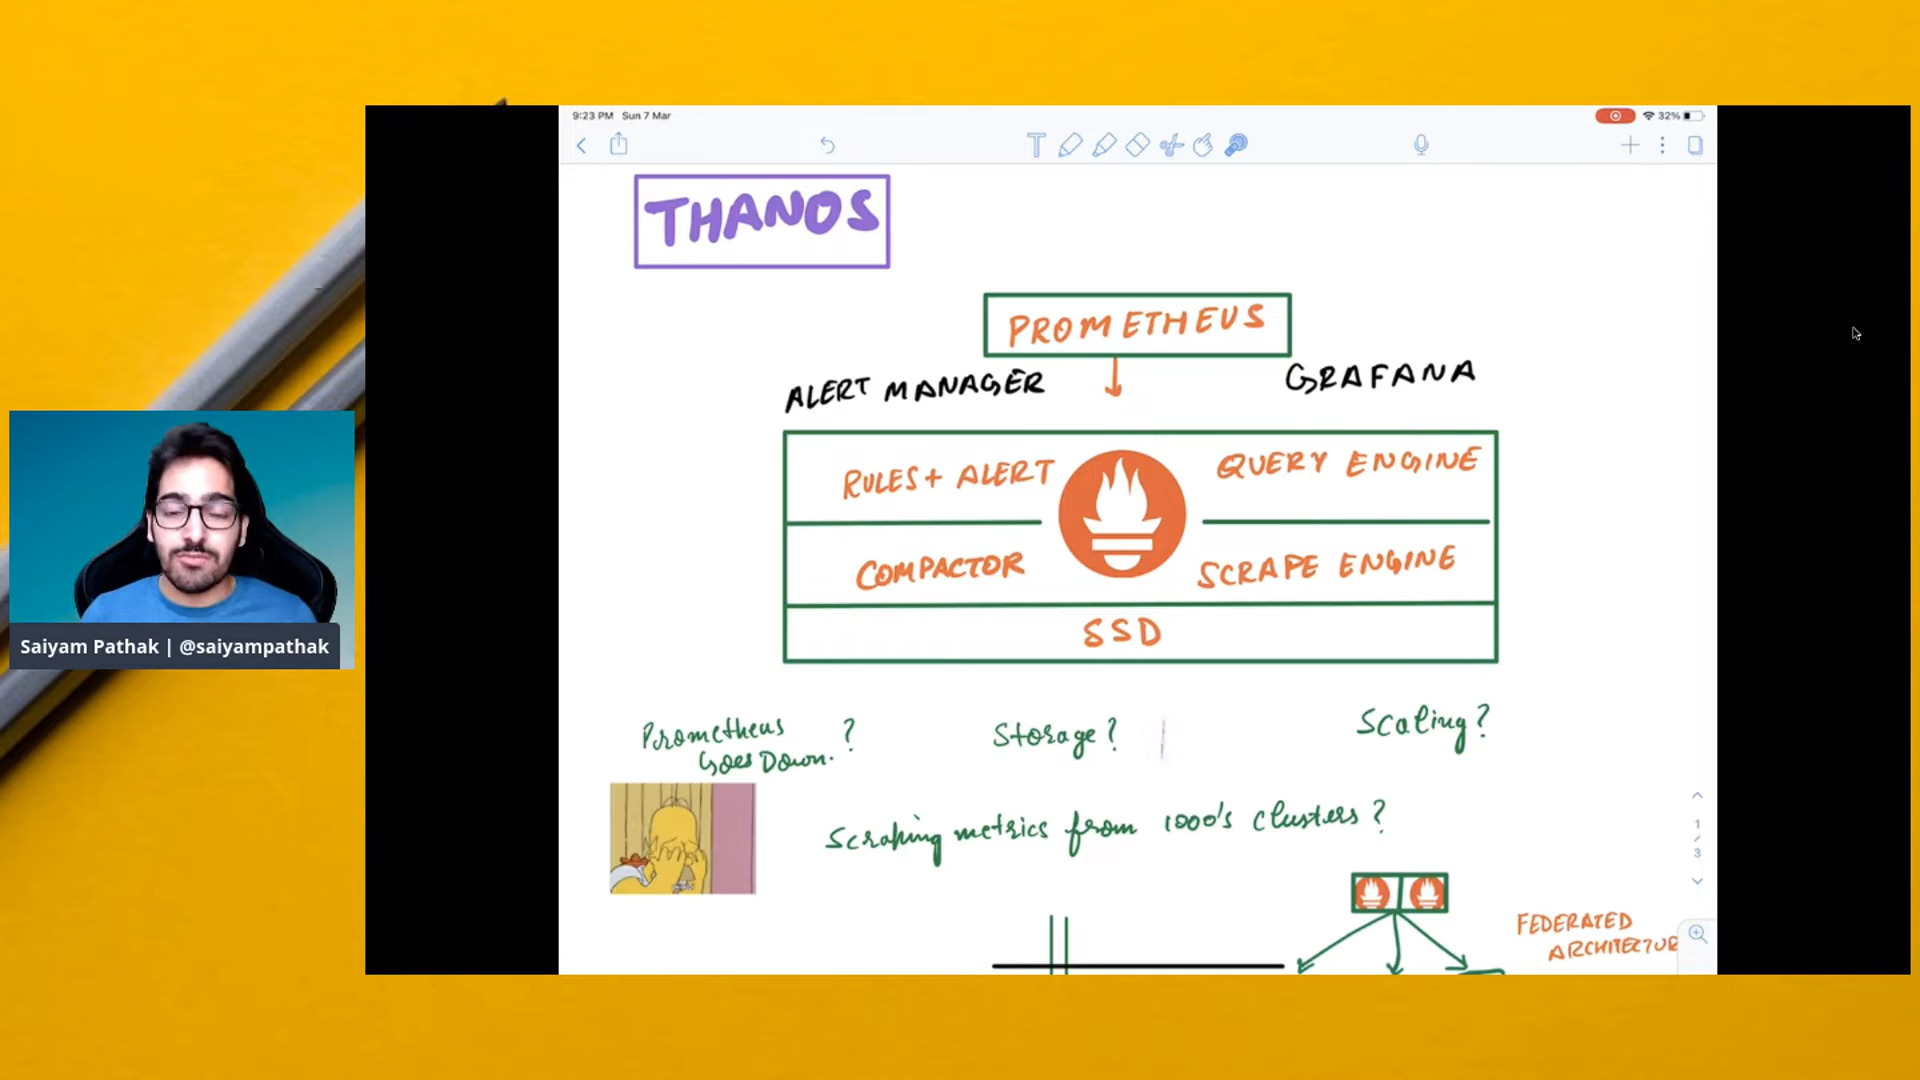 9:23 PM Sun 7 Mar
32%
THANOS
PROMETHEUS
ALERT MANAGER
GRAFANA
RULES+ ALERT
QUERY ENGINE
COMPACTOR
SCRAPE ENGINE
SSD
Prometheus
Goes Down. ?
Storage?
Scaling?
Scraping metrics from 1000's clusters?
1
/
3
FEDERATED
ARCHITECTUR
Saiyam Pathak | @saiyampathak